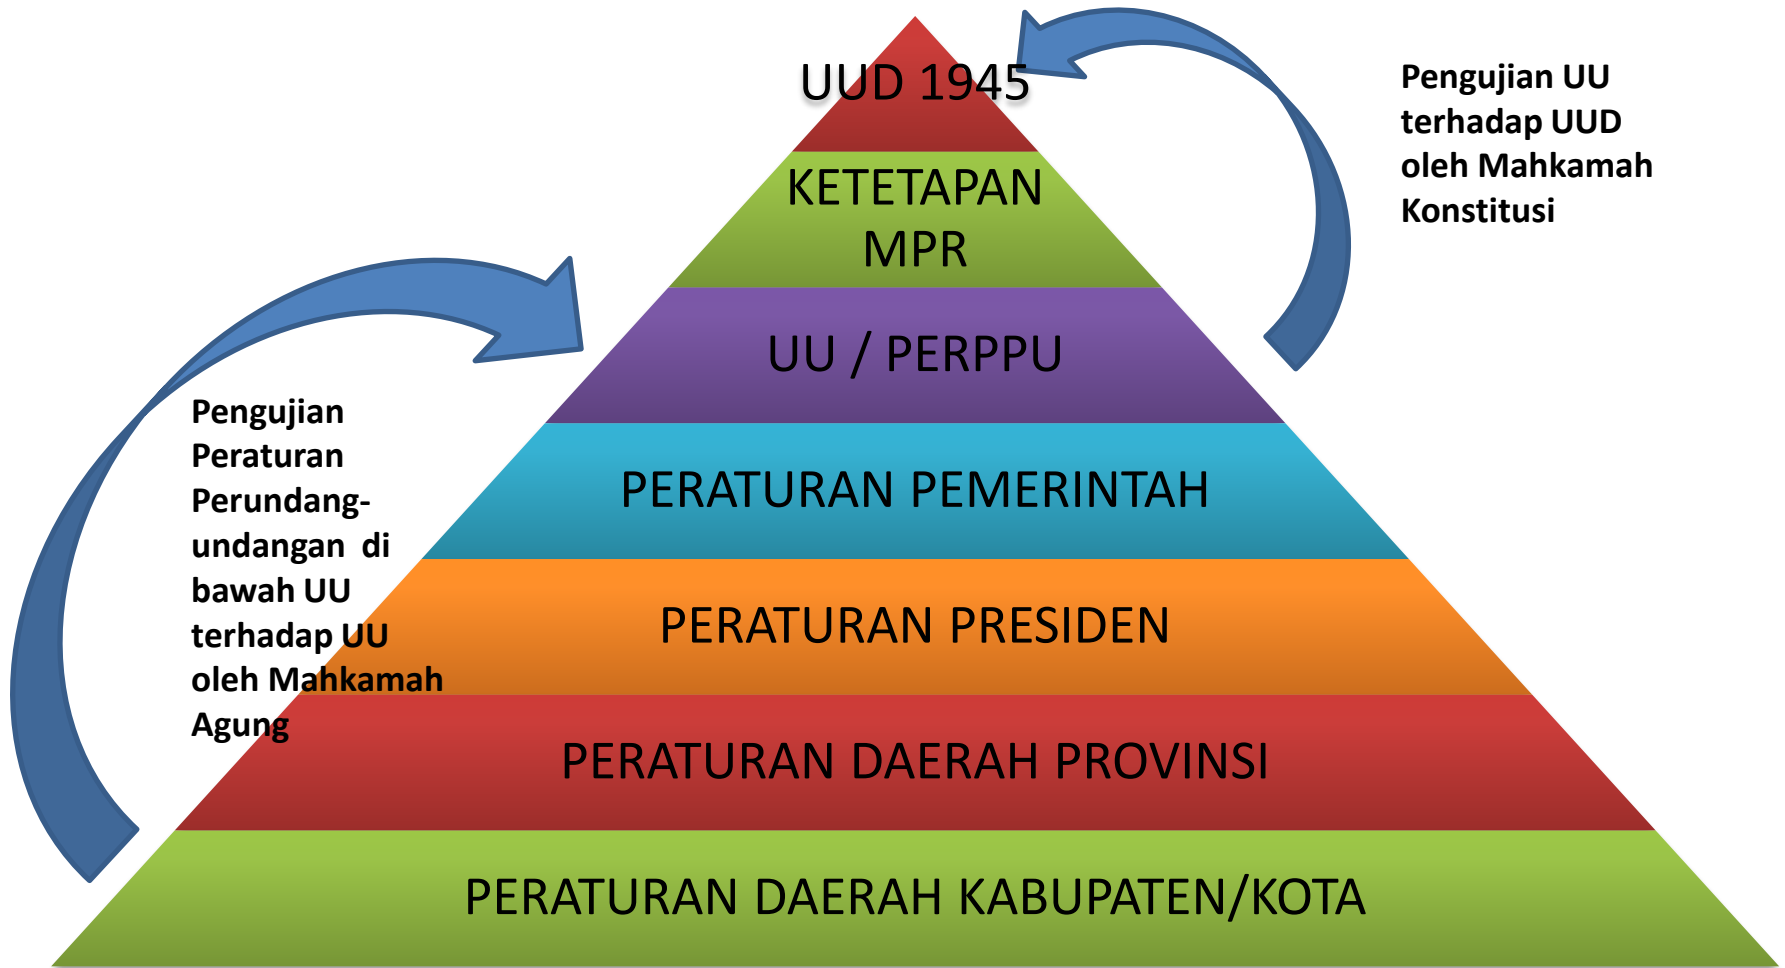 UUD 1945
KETETAPAN
MPR
UU / PERPPU
PERATURAN PEMERINTAH
PERATURAN PRESIDEN
PERATURAN DAERAH PROVINSI
PERATURAN DAERAH KABUPATEN/KOTA
Pengujian UU
terhadap UUD
oleh Mahkamah
Konstitusi
Pengujian
Peraturan
Perundang-
undangan di
bawah UU
terhadap UU
oleh Mahkamah
Agung